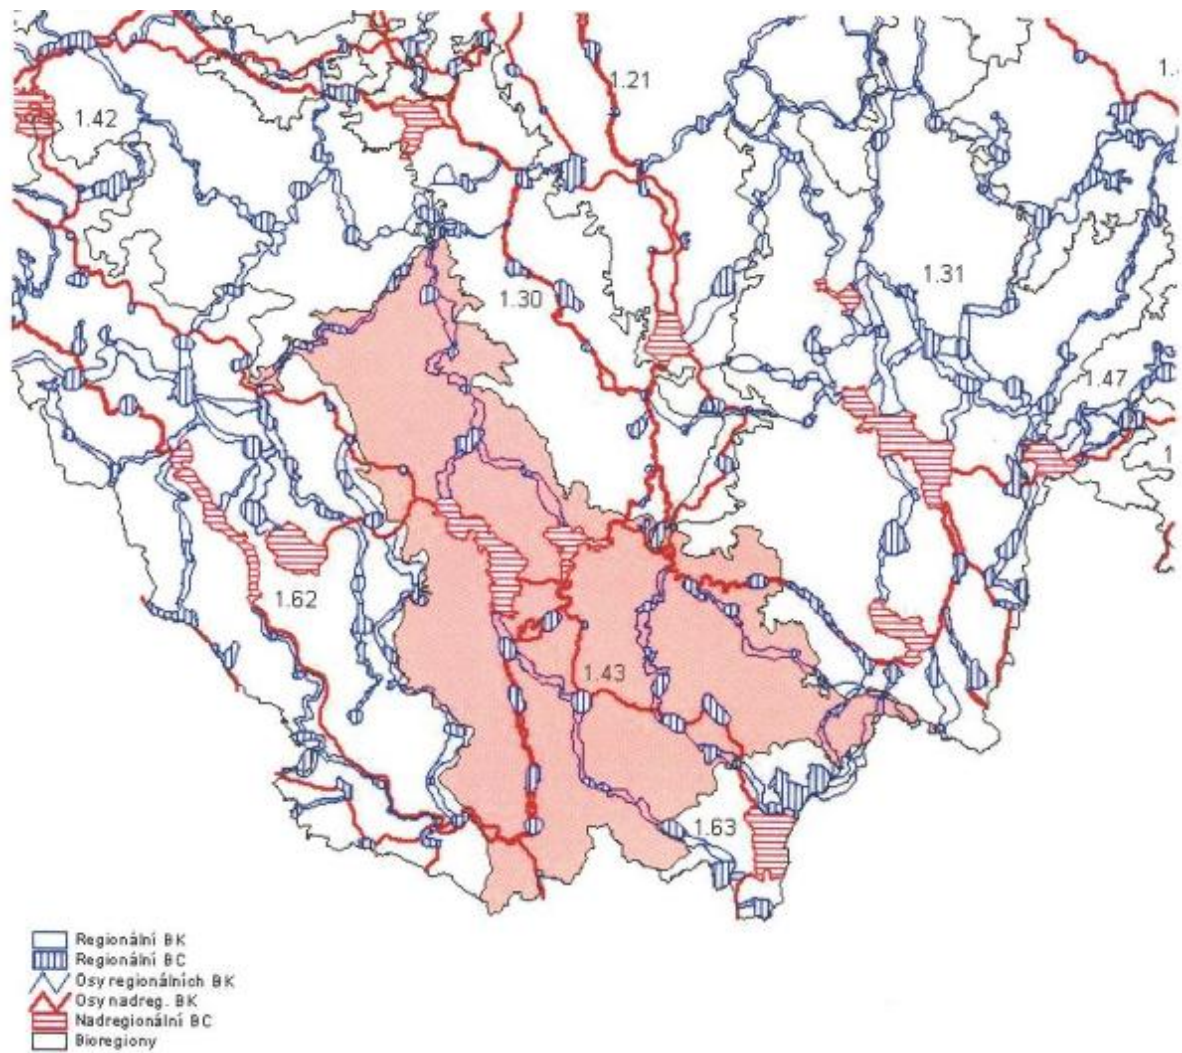 1.21
1.42
1.30
1.31
1.47
1.62
1.43
1.63
Regionální BK
Regionální BC
Osy regionálních BK
Osy nadreg. BK
Nadregionální BC
Bioregiony